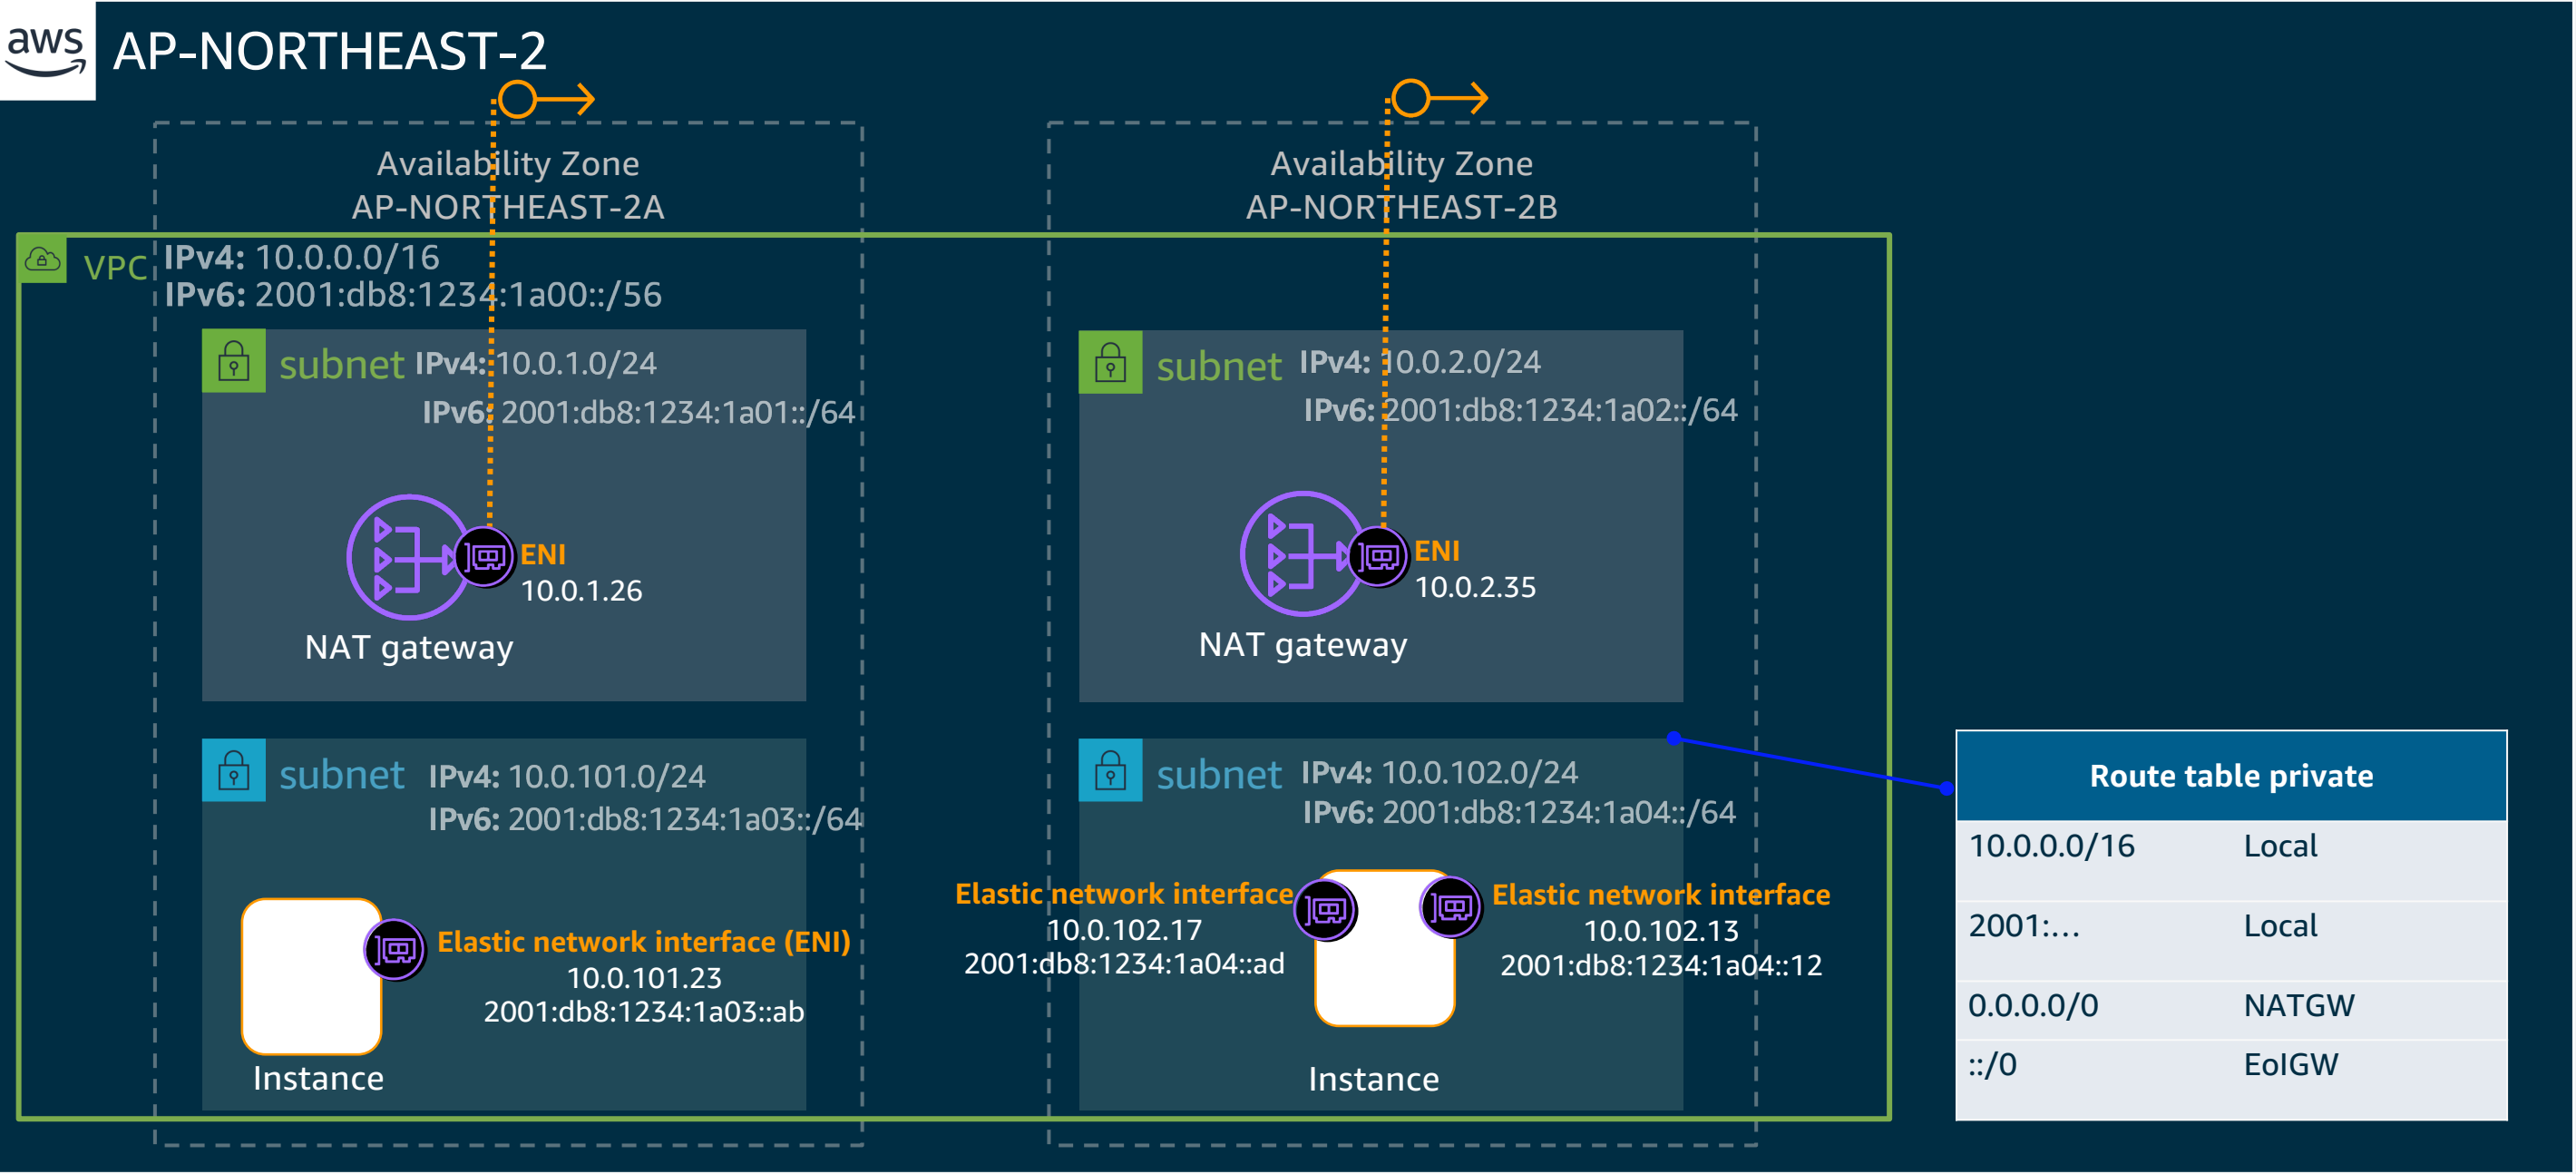 aws
AP-NORTHEAST-2
Availability Zone
AP-NORTHEAST-2A
Availability Zone
AP-NORTHEAST-2B
VPC
IPv4: 10.0.0.0/16
IPv6: 2001:db8:1234:1a00::/56
subnet IPv4: 10.0.1.0/24
IPv6: 2001:db8:1234:1a01::/64
subnet IPv4: 10.0.2.0/24
IPv6: 2001:db8:1234:1a02::/64
ENI
10.0.1.26
NAT gateway
ENI
10.0.2.35
NAT gateway
subnet IPv4: 10.0.101.0/24
IPv6: 2001:db8:1234:1a03::/64
Elastic network interface (ENI)
10.0.101.23
2001:db8:1234:1a03::ab
Instance
subnet IPv4: 10.0.102.0/24
IPv6: 2001:db8:1234:1a04::/64
Elastic network interface
10.0.102.17
2001:db8:1234:1a04::ad
Elastic network interface
10.0.102.13
2001:db8:1234:1a04::12
Instance
Route table private
10.0.0.0/16 Local
2001:... Local
0.0.0.0/0 NATGW
::/0 EoIGW